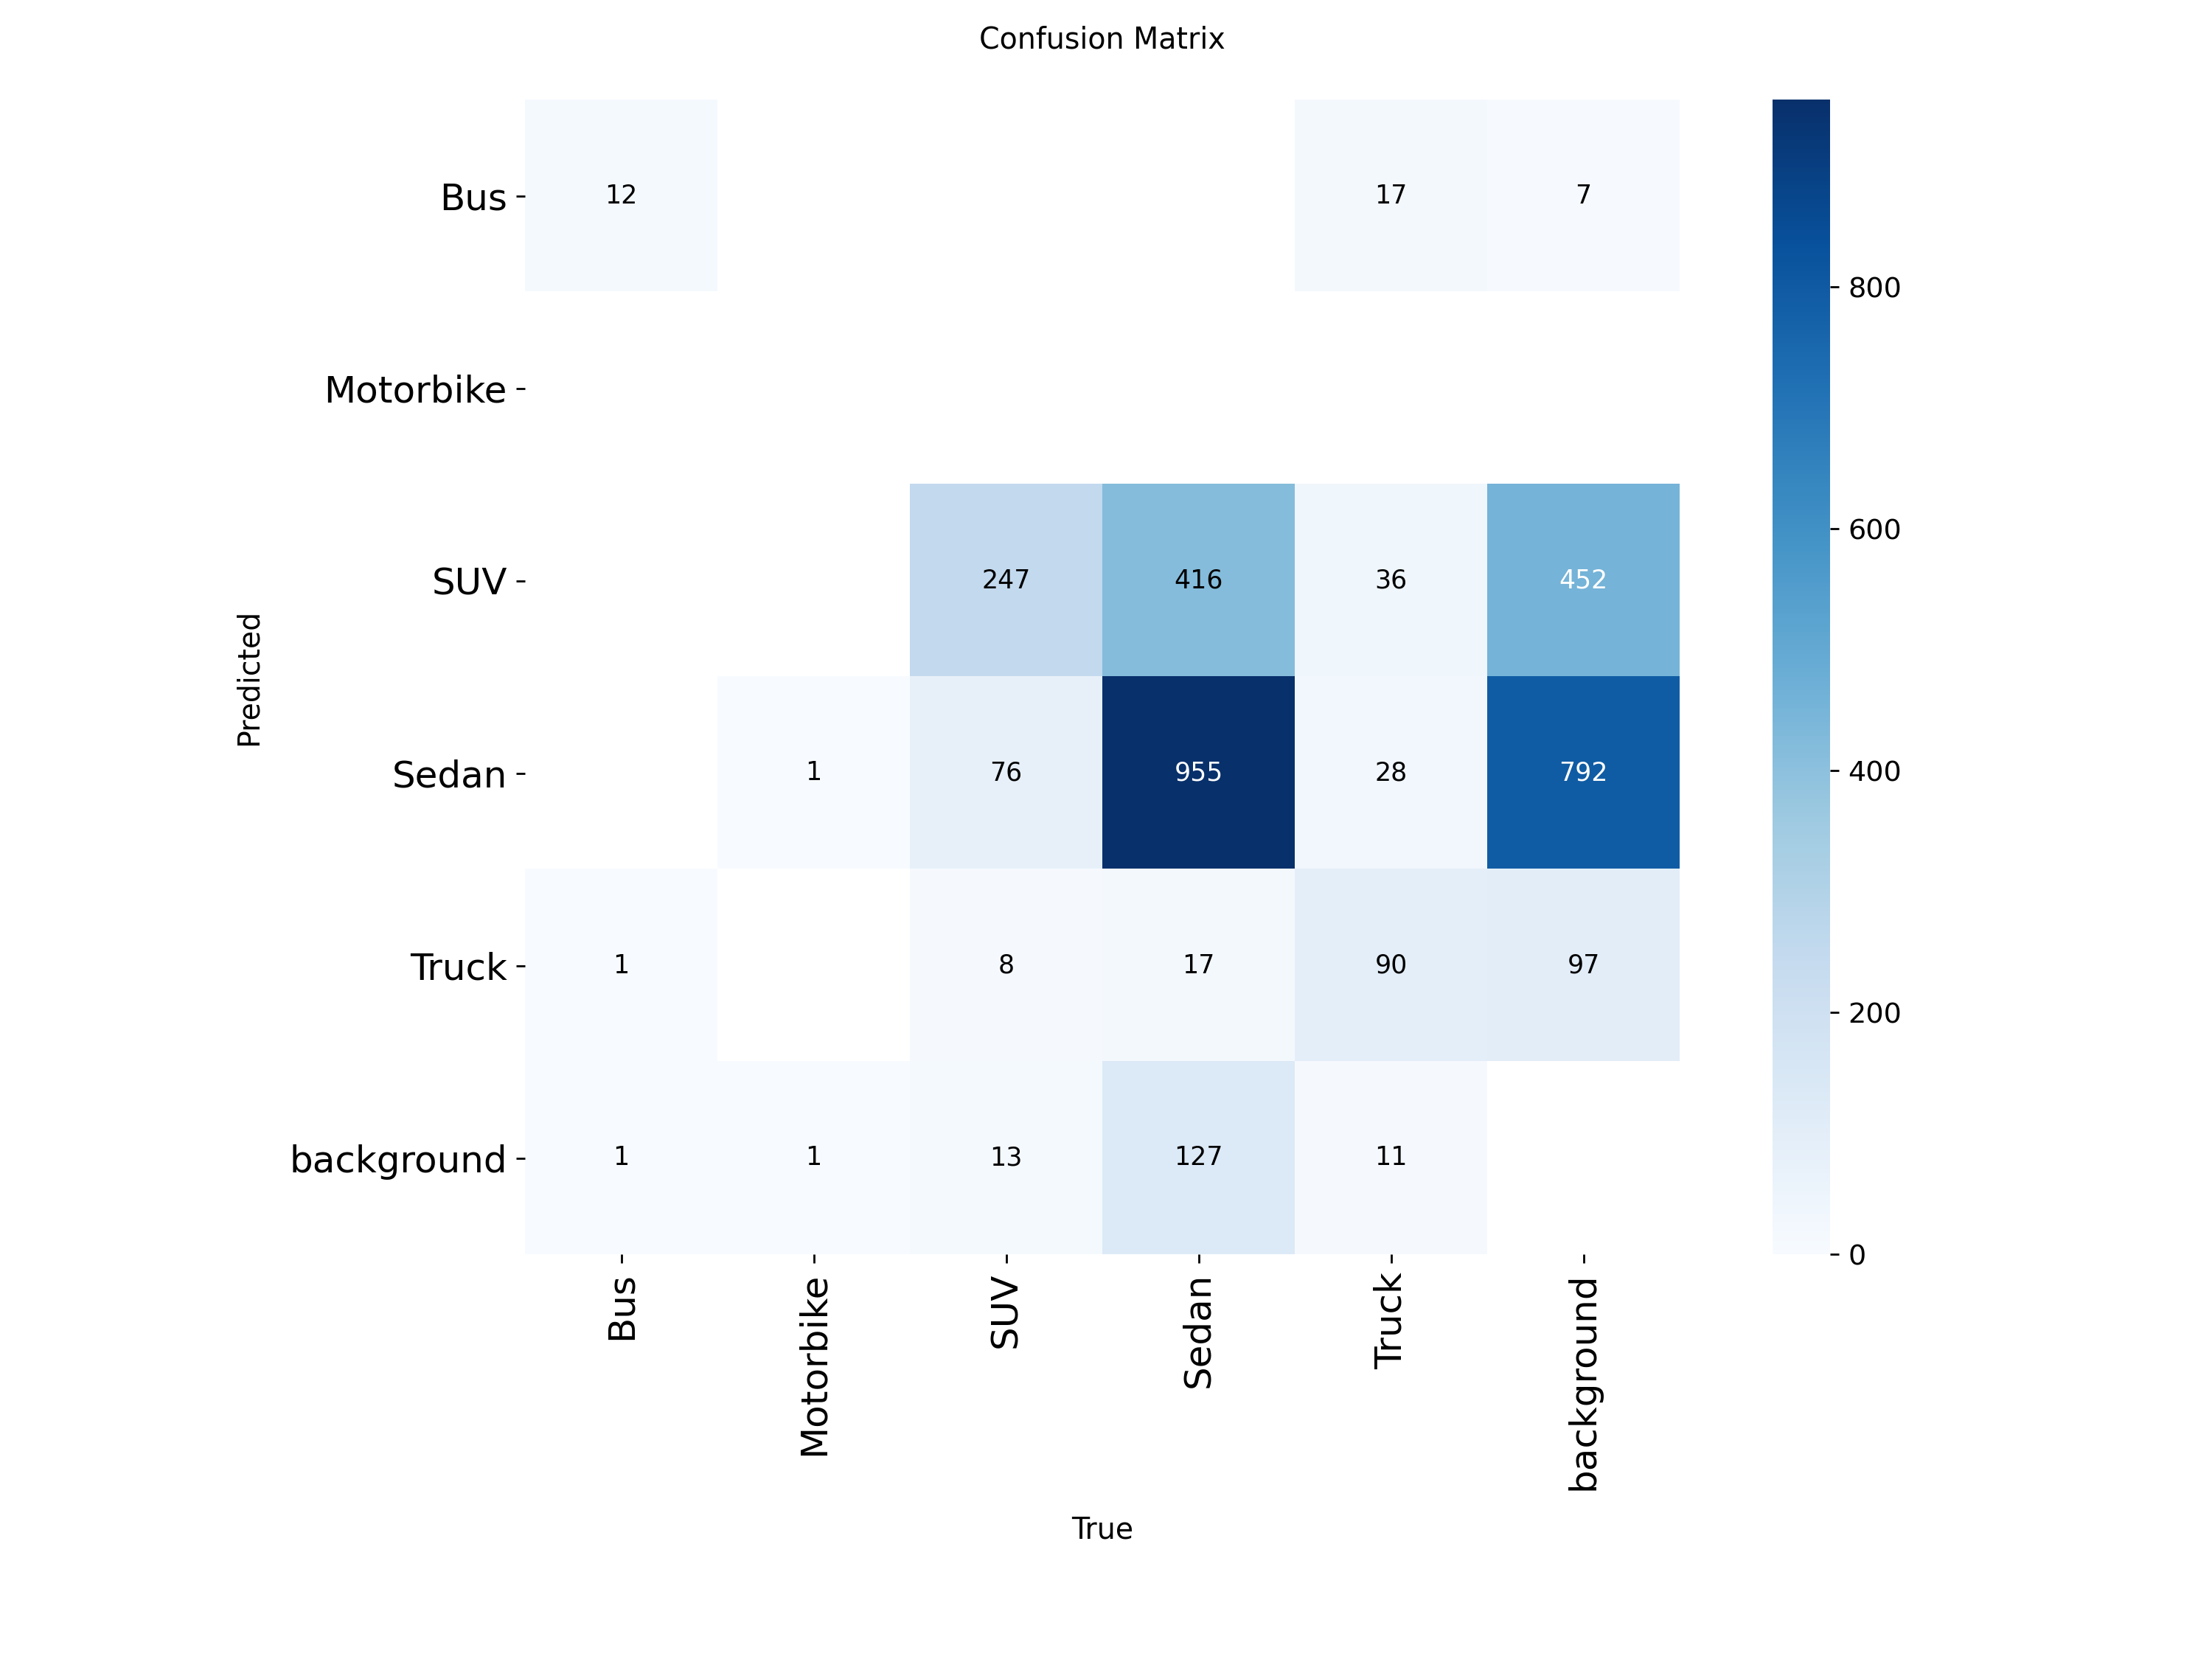 Confusion Matrix
Bus
12
17
7
Motorbike
SUV
247
416
36
452
Sedan
1
76
955
28
792
Truck
1
8
17
90
97
background
1
1
13
127
11
Predicted
Bus
Motorbike
SUV
Sedan
Truck
background
True
800
600
400
200
0